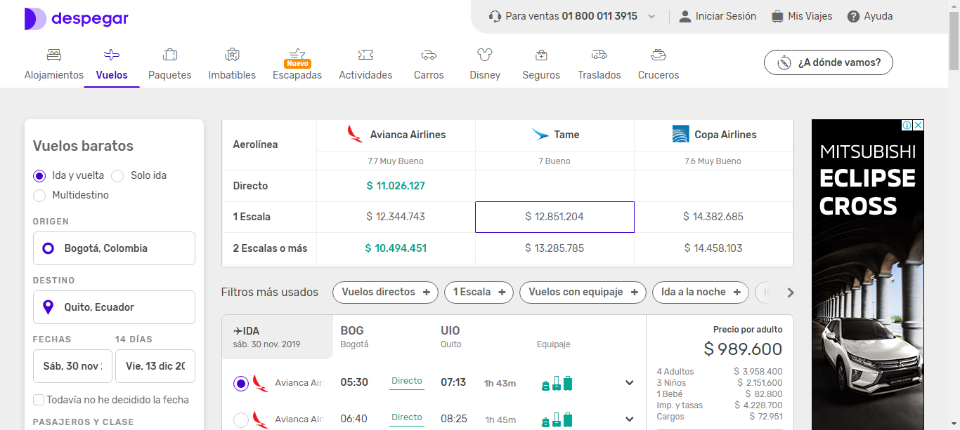 despegar
Para ventas 01 800 011 3915
Iniciar Sesión
Mis Viajes
Ayuda
Alojamientos
Vuelos
Paquetes
Imbatibles
Nuevo
Escapadas
Actividades
Carros
Disney
Seguros
Traslados
Cruceros
¿A dónde vamos?
Vuelos baratos
Ida y vuelta
Solo ida
Multidestino
ORIGEN
Bogotá, Colombia
DESTINO
Quito, Ecuador
FECHAS 14 DÍAS
Sáb, 30 nov Vie, 13 dic 20
Todavía no he decidido la fecha
PASAJEROS Y CLASE
Aerolínea Avianca Airlines Tame Copa Airlines
7.7 Muy Bueno 7 Bueno 7.6 Muy Bueno
Directo $ 11.026.127
1 Escala $ 12.344.743 $ 12.851.204 $ 14.382.685
2 Escalas o más $ 10.494.451 $ 13.285.785 $ 14.458.103
Filtros más usados Vuelos directos + 1 Escala + Vuelos con equipaje + Ida a la noche +
IDA BOG UIO
sáb. 30 nov. 2019 Bogotá Quito Equipaje
Avianca Air 05:30 Directo 07:13 1h 43m
Avianca Air 06:40 Directo 08:25 1h 45m
Precio por adulto
$ 989.600
4 Adultos $ 3.958.400
3 Niños $ 2.151.600
1 Bebé $ 82.800
Imp. y tasas $ 4.228.700
Cargos $ 72.951
MITSUBISHI
ECLIPSE
CROSS